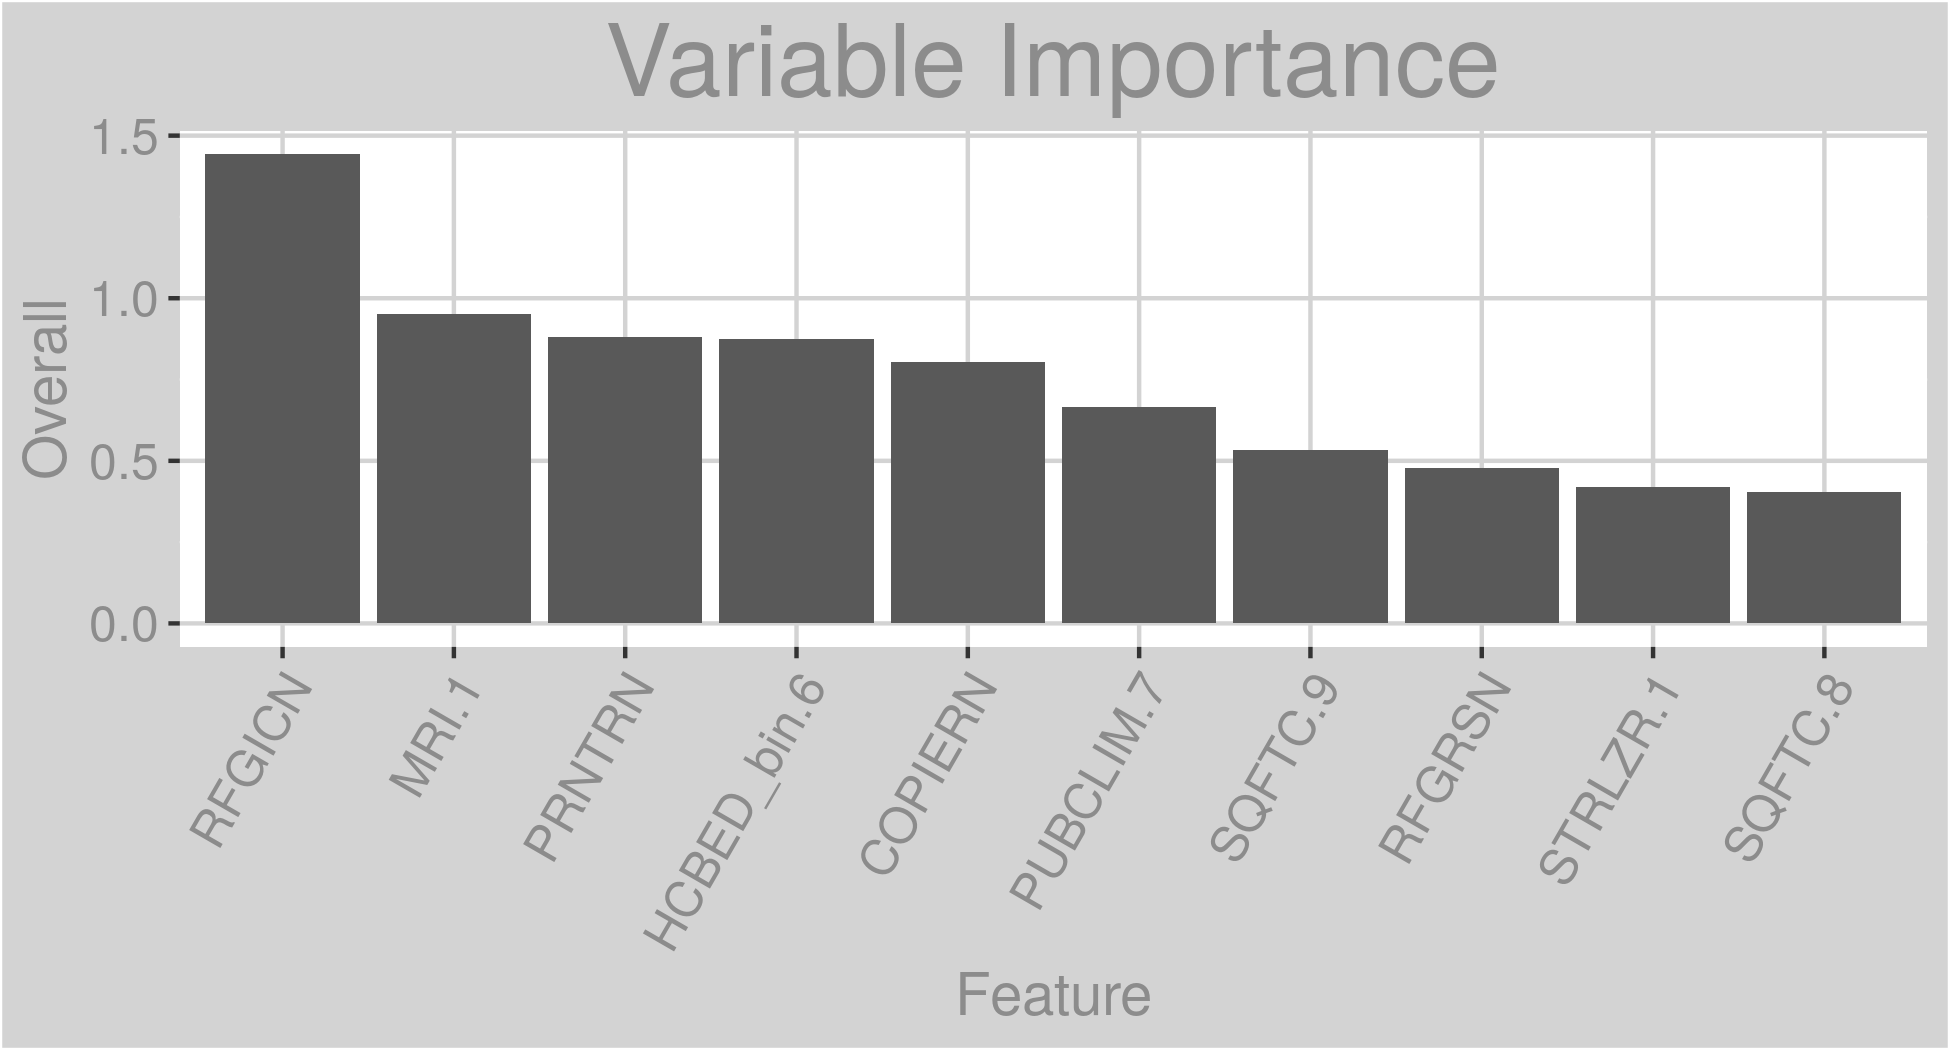 Variable Importance
Overall
1.5
1.0
0.5
0.0
RFGICN
MRI.1
PRNTRN
HCBED_bin.6
COPIERN
PUBCLIM.7
SQFTC.9
RFGRSN
STRLZR.1
SQFTC.8
Feature